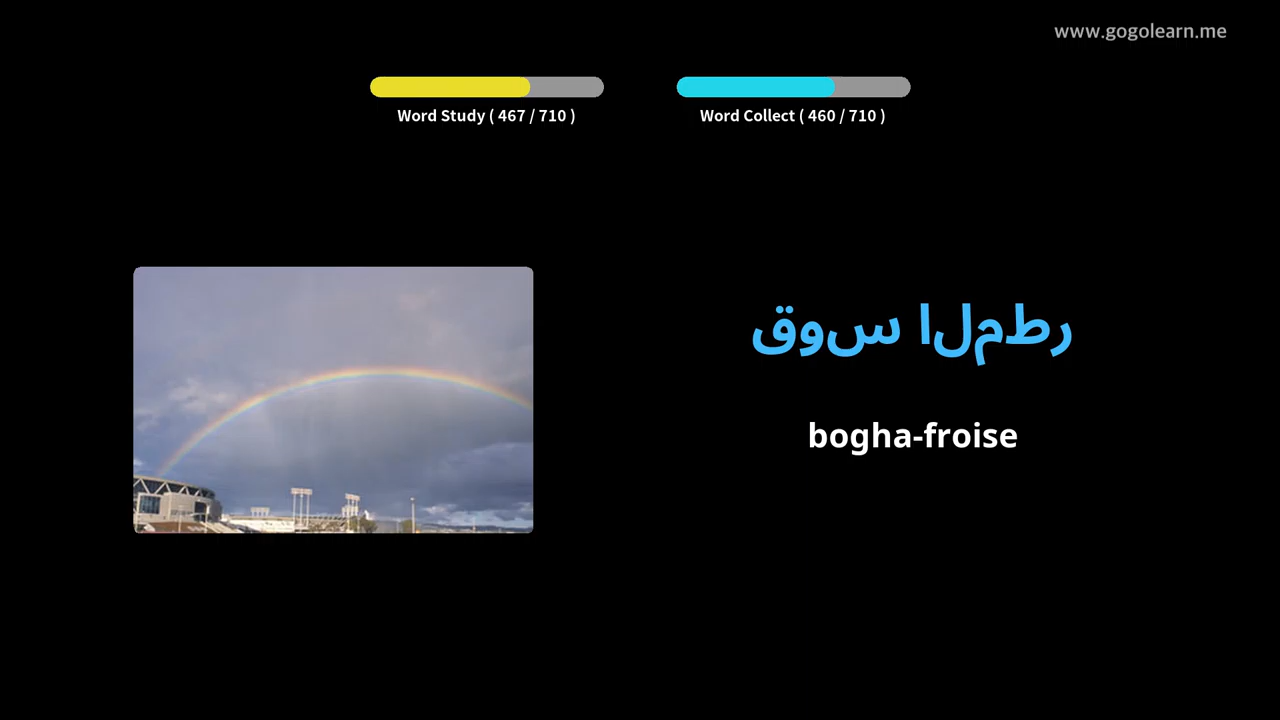 www.gogolearn.me
Word Study ( 467 / 710 )
Word Collect ( 460 / 710 )
قوس المطر
bogha-froise